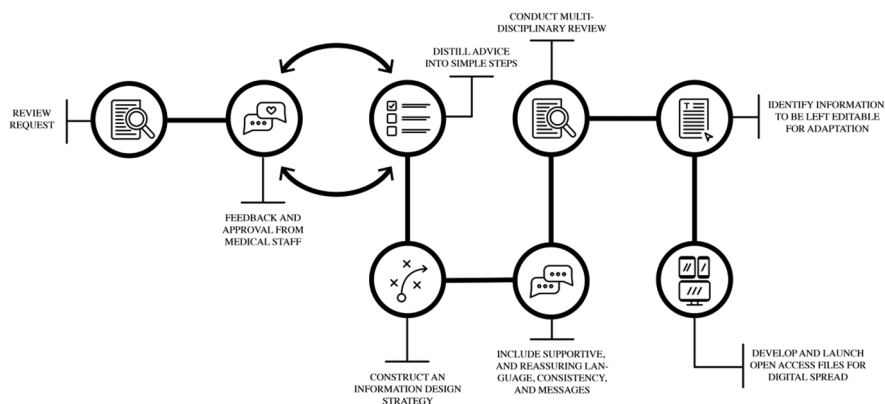 REVIEW
REQUEST
FEEDBACK AND
APPROVAL FROM
MEDICAL STAFF
DISTILL ADVICE
INTO SIMPLE STEPS
CONSTRUCT AN
INFORMATION DESIGN
STRATEGY
INCLUDE SUPPORTIVE,
AND REASSURING LAN-
GUAGE, CONSISTENCY,
AND MESSAGES
CONDUCT MULTI-
DISCIPLINARY REVIEW
IDENTIFY INFORMATION
TO BE LEFT EDITABLE
FOR ADAPTATION
T
DEVELOP AND LAUNCH
OPEN ACCESS FILES FOR
DIGITAL SPREAD